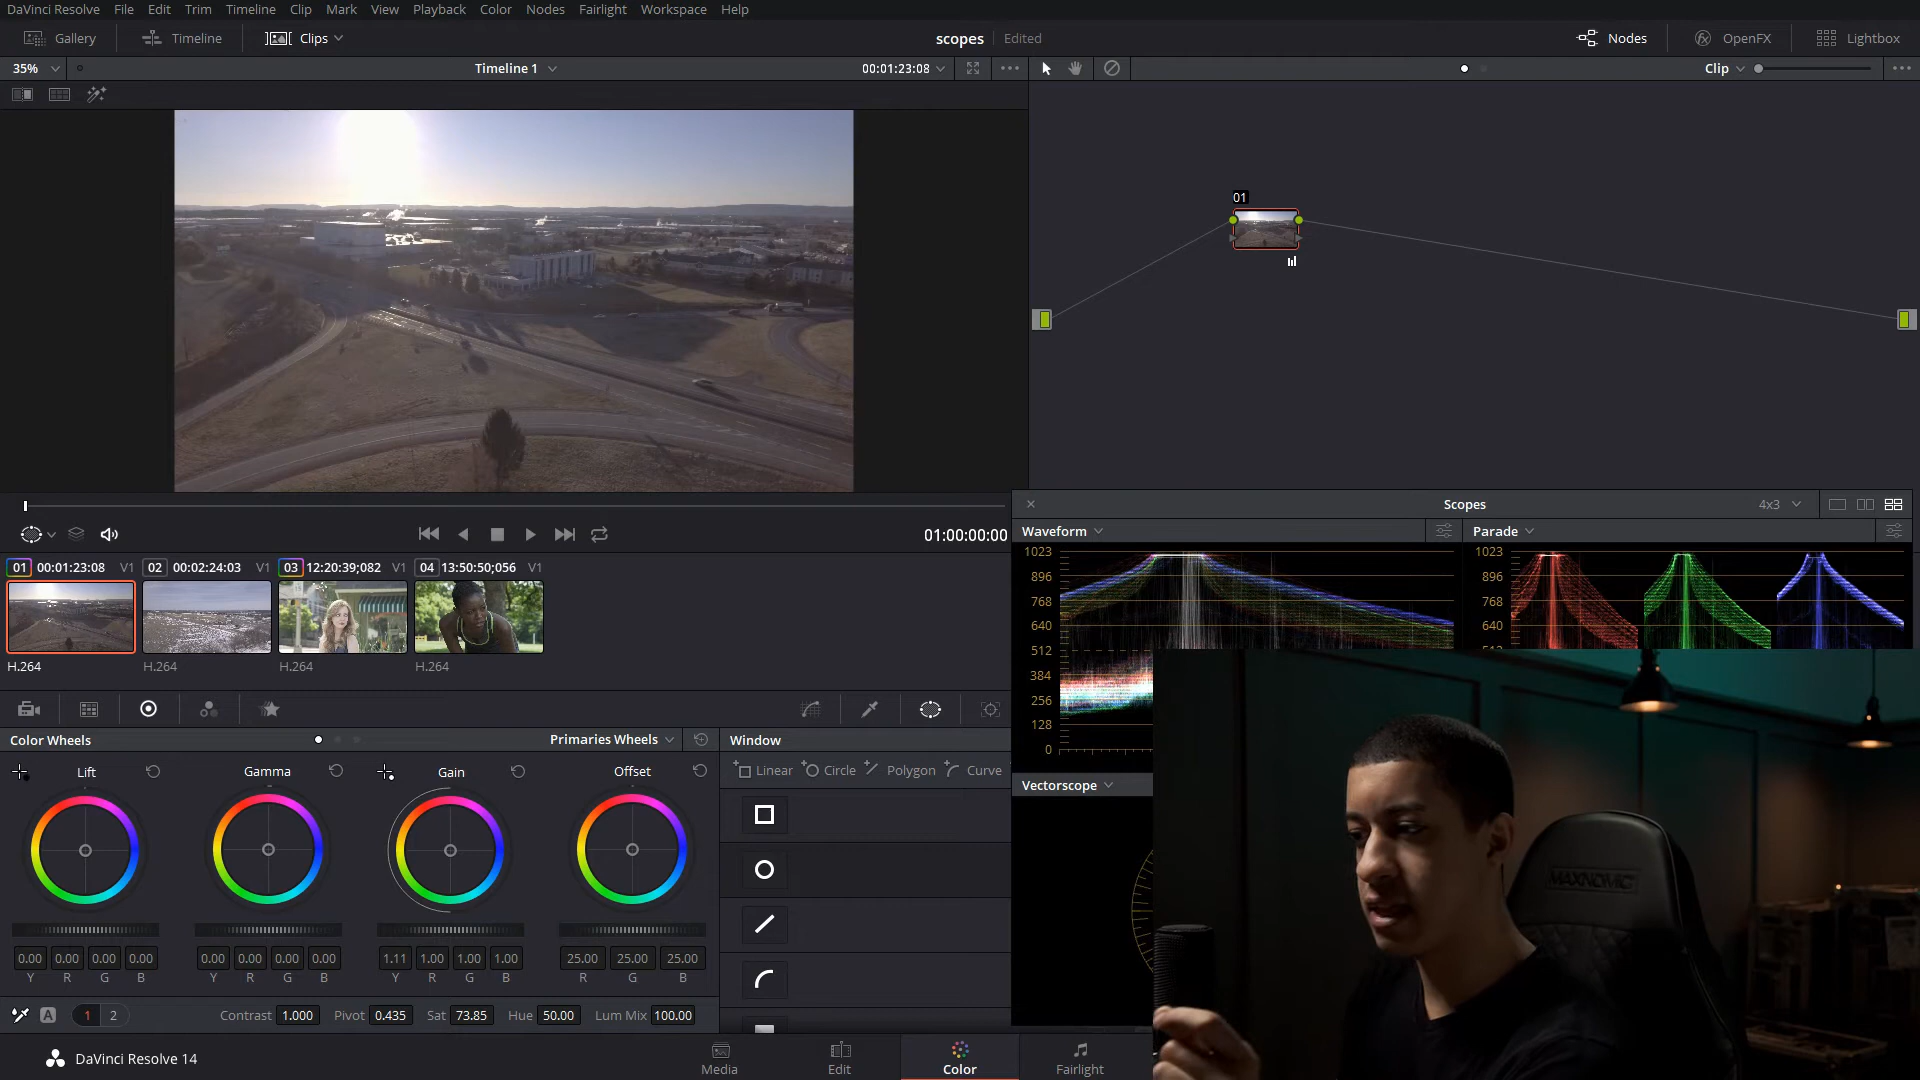 DaVinci Resolve File Edit Trim Timeline Clip Mark View Playback Color Nodes Fairlight Workspace Help
Gallery Timeline Clips scopes Edited Nodes OpenFX Lightbox
35% Timeline 1 00:01:23:08 Clip
01
01:00:00:00
Scopes 4x3
Waveform Parade
1023 1023
896 896
768 768
640 640
512
384
256
128
0
Vectorscope
01 00:01:23:08 V1 02 00:02:24:03 V1 03 12:20:39;082 V1 04 13:50:50;056 V1
H.264 H.264 H.264 H.264
Color Wheels Primaries Wheels Window
Linear Circle Polygon Curve
Lift Gamma Gain Offset
0.00 0.00 0.00 0.00 0.00 0.00 0.00 0.00 1.11 1.00 1.00 1.00 25.00 25.00 25.00
Y R G B Y R G B Y R G B R G B
A 1 2 Contrast 1.000 Pivot 0.435 Sat 73.85 Hue 50.00 Lum Mix 100.00
DaVinci Resolve 14 Media Edit Color Fairlight
MAXNOMIC